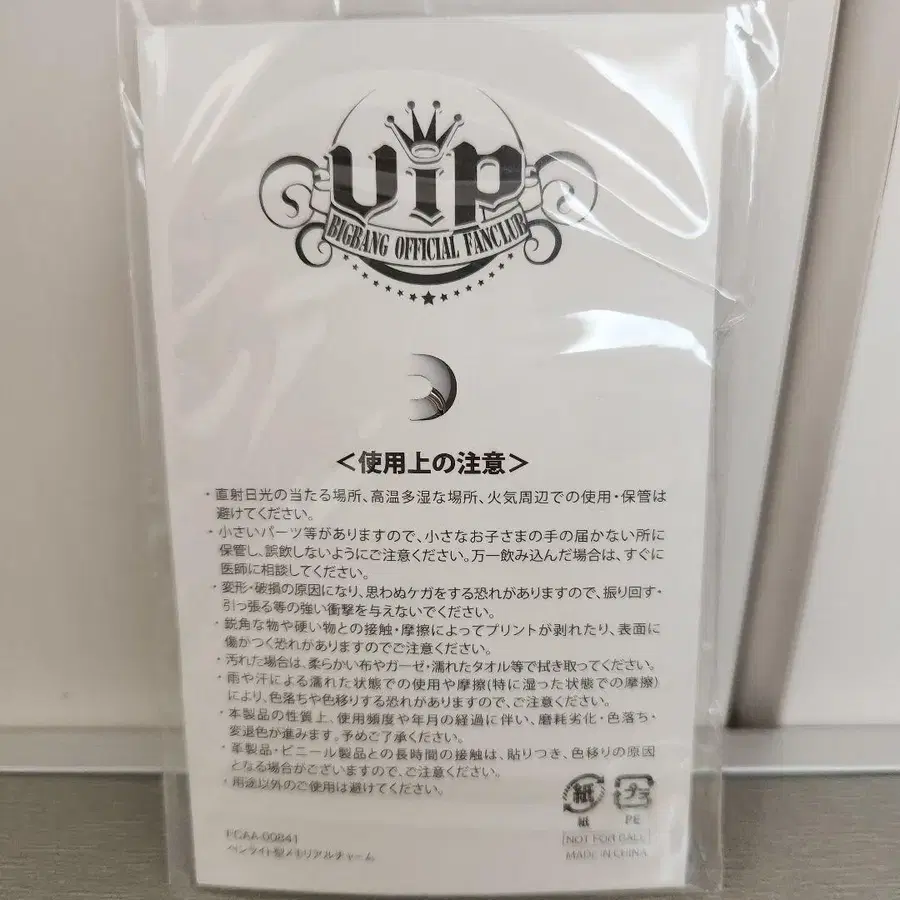 ViP
BIGBANG OFFICIAL FANCLUB
＜使用上の注意＞
・直射日光の当たる場所、高温多湿な場所、火気周辺での使用・保管は
避けてください。
・小さいパーツ等がありますので、小さなお子さまの手の届かない所に
保管し、誤飲しないようにご注意ください。万一飲み込んだ場合は、すぐに
医師に相談してください。
・変形・破損の原因になり、思わぬケガをする恐れがありますので、振り回す・
引っ張る等の強い衝撃を与えないでください。
・鋭角な物や硬い物との接触・摩擦によってプリントが剥れたり、表面に
傷がつく恐れがありますのでご注意ください。
・汚れた場合は、柔らかい布やガーゼ・濡れたタオル等で拭き取ってください。
・雨や汗による濡れた状態での使用や摩擦(特に湿った状態での摩擦)
により、色落ちや色移りする恐れがありますので、ご注意ください。
・本製品の性質上、使用頻度や年月の経過に伴い、磨耗劣化・色落ち・
変退色が進みます。予めご了承ください。
・革製品・ビニール製品との長時間の接触は、貼りつき、色移りの原因
となる場合がございますので、ご注意ください。
・用途以外のご使用は避けてください。
紙 プラ
紙 PE
FCAA-00841 NOT FOR SALE
ペンライト型メモリアルチャーム MADE IN CHINA